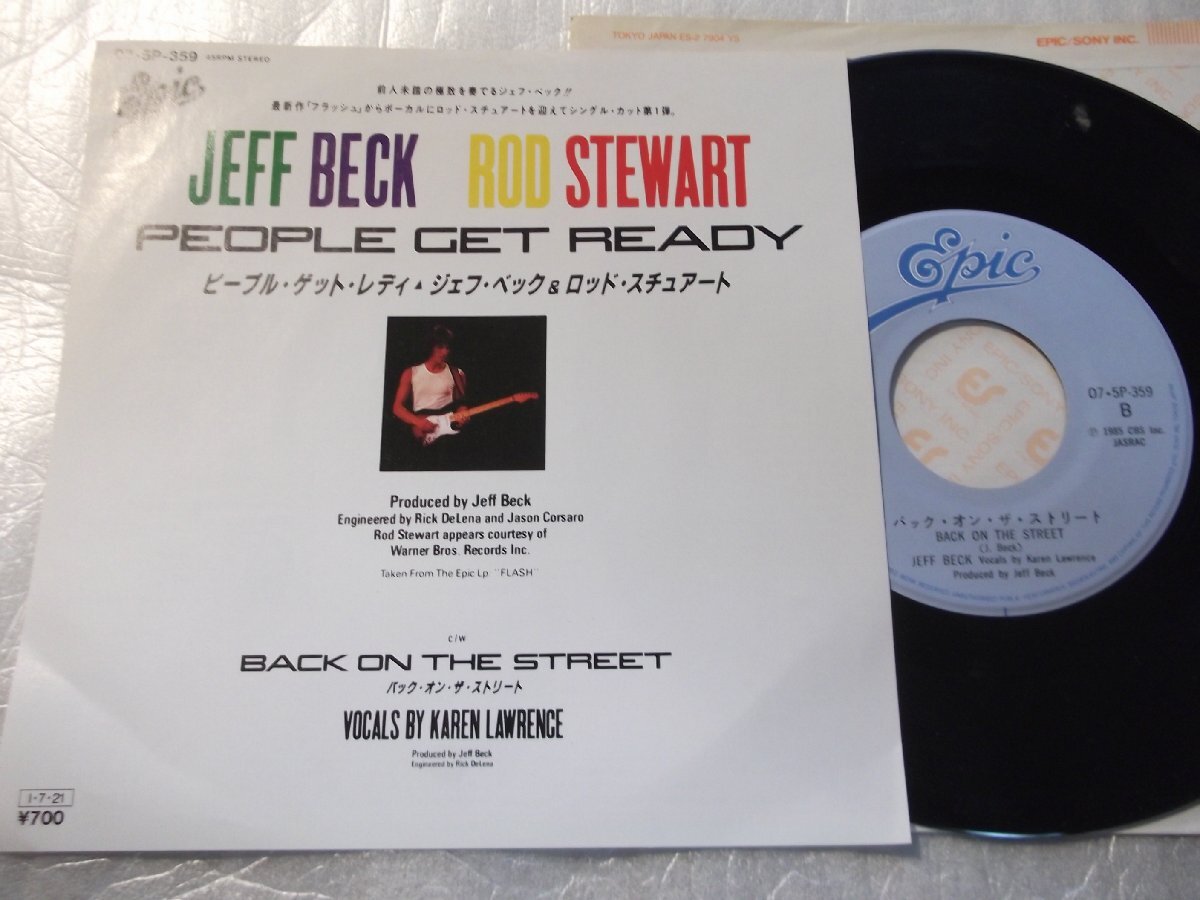 07・5P-359 45RPM STEREO
Epic
前人未踏の極致を奏でるジェフ・ベック!!
最新作「フラッシュ」からボーカルにロッド・スチュアートを迎えてシングル・カット第1弾。
JEFF BECK ROD STEWART
PEOPLE GET READY
ピープル・ゲット・レディ▲ジェフ・ベック&ロッド・スチュアート
Produced by Jeff Beck
Engineered by Rick DeLena and Jason Corsaro
Rod Stewart appears courtesy of
Warner Bros. Records Inc.
Taken From The Epic Lp. "FLASH"
c/w
BACK ON THE STREET
バック・オン・ザ・ストリート
VOCALS BY KAREN LAWRENCE
Produced by Jeff Beck
Engineered by Rick DeLena
1・7・21
¥700
TOKYO JAPAN ES-2 7904 YS
EPIC/SONY INC.
Epic
07・5P-359
B
Ⓟ 1985 CBS Inc.
JASRAC
バック・オン・ザ・ストリート
BACK ON THE STREET
(J. Beck)
JEFF BECK Vocals by Karen Lawrence
Produced by Jeff Beck